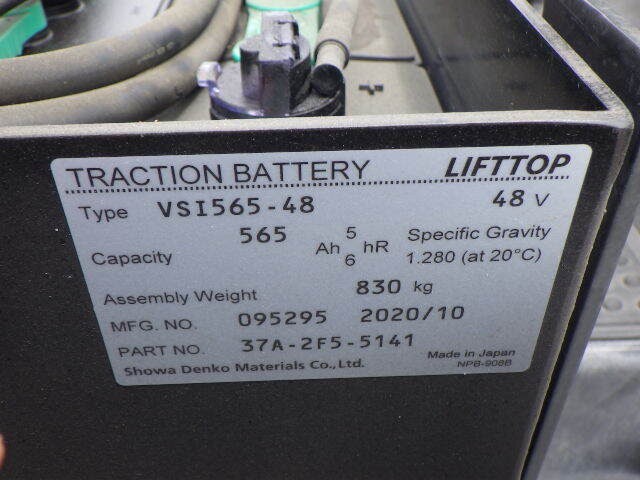 TRACTION BATTERY LIFTTOP
Type VSI565-48 48 V
Capacity 565 Ah 5 6 hR Specific Gravity 1.280 (at 20°C)
Assembly Weight 830 kg
MFG. NO. 095295 2020/10
PART NO. 37A-2F5-5141
Showa Denko Materials Co., Ltd. Made in Japan
NPB-908B